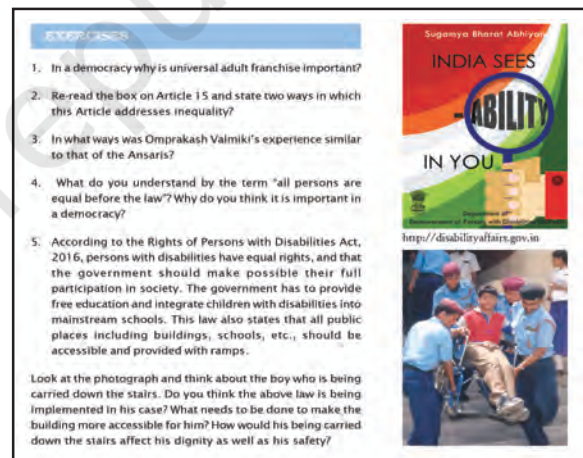 EXERCISES
1. In a democracy why is universal adult franchise important?
2. Re-read the box on Article 15 and state two ways in which
this Article addresses inequality?
3. In what ways was Omprakash Valmiki's experience similar
to that of the Ansaris?
4. What do you understand by the term "all persons are
equal before the law"? Why do you think it is important in
a democracy?
5. According to the Rights of Persons with Disabilities Act,
2016, persons with disabilities have equal rights, and that
the government should make possible their full
participation in society. The government has to provide
free education and integrate children with disabilities into
mainstream schools. This law also states that all public
places including buildings, schools, etc., should be
accessible and provided with ramps.
Look at the photograph and think about the boy who is being
carried down the stairs. Do you think the above law is being
implemented in his case? What needs to be done to make the
building more accessible for him? How would his being carried
down the stairs affect his dignity as well as his safety?
Sugamya Bharat Abhiyan
INDIA SEES
- ABILITY
IN YOU
Department of
Empowerment of Persons with Disabilities
http://disabilityaffairs.gov.in